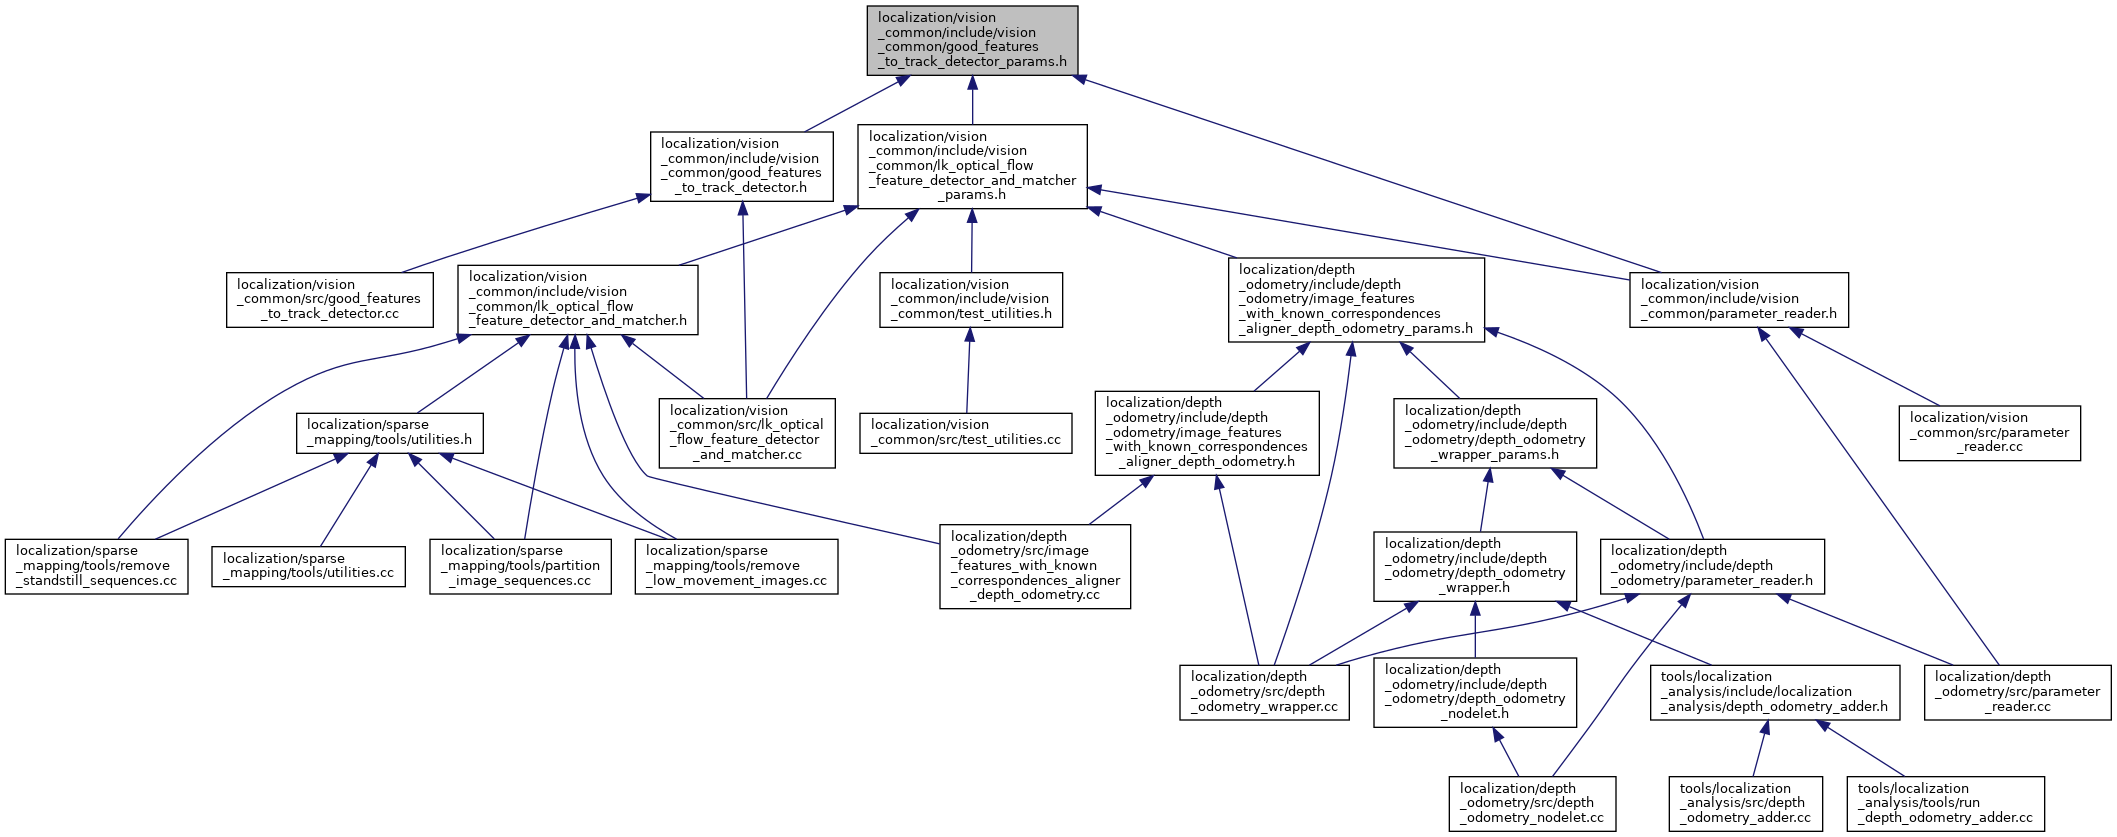 localization/vision
_common/include/vision
_common/good_features
_to_track_detector_params.h
localization/vision
_common/include/vision
_common/good_features
_to_track_detector.h
localization/vision
_common/include/vision
_common/lk_optical_flow
_feature_detector_and_matcher
_params.h
localization/vision
_common/src/good_features
_to_track_detector.cc
localization/vision
_common/include/vision
_common/lk_optical_flow
_feature_detector_and_matcher.h
localization/vision
_common/include/vision
_common/test_utilities.h
localization/depth
_odometry/include/depth
_odometry/image_features
_with_known_correspondences
_aligner_depth_odometry_params.h
localization/vision
_common/include/vision
_common/parameter_reader.h
localization/sparse
_mapping/tools/utilities.h
localization/vision
_common/src/lk_optical
_flow_feature_detector
_and_matcher.cc
localization/vision
_common/src/test_utilities.cc
localization/depth
_odometry/include/depth
_odometry/image_features
_with_known_correspondences
_aligner_depth_odometry.h
localization/depth
_odometry/include/depth
_odometry/depth_odometry
_wrapper_params.h
localization/vision
_common/src/parameter
_reader.cc
localization/sparse
_mapping/tools/remove
_standstill_sequences.cc
localization/sparse
_mapping/tools/utilities.cc
localization/sparse
_mapping/tools/partition
_image_sequences.cc
localization/sparse
_mapping/tools/remove
_low_movement_images.cc
localization/depth
_odometry/src/image
_features_with_known
_correspondences_aligner
_depth_odometry.cc
localization/depth
_odometry/include/depth
_odometry/depth_odometry
_wrapper.h
localization/depth
_odometry/include/depth
_odometry/parameter_reader.h
localization/depth
_odometry/src/depth
_odometry_wrapper.cc
localization/depth
_odometry/include/depth
_odometry/depth_odometry
_nodelet.h
tools/localization
_analysis/include/localization
_analysis/depth_odometry_adder.h
localization/depth
_odometry/src/parameter
_reader.cc
localization/depth
_odometry/src/depth
_odometry_nodelet.cc
tools/localization
_analysis/src/depth
_odometry_adder.cc
tools/localization
_analysis/tools/run
_depth_odometry_adder.cc